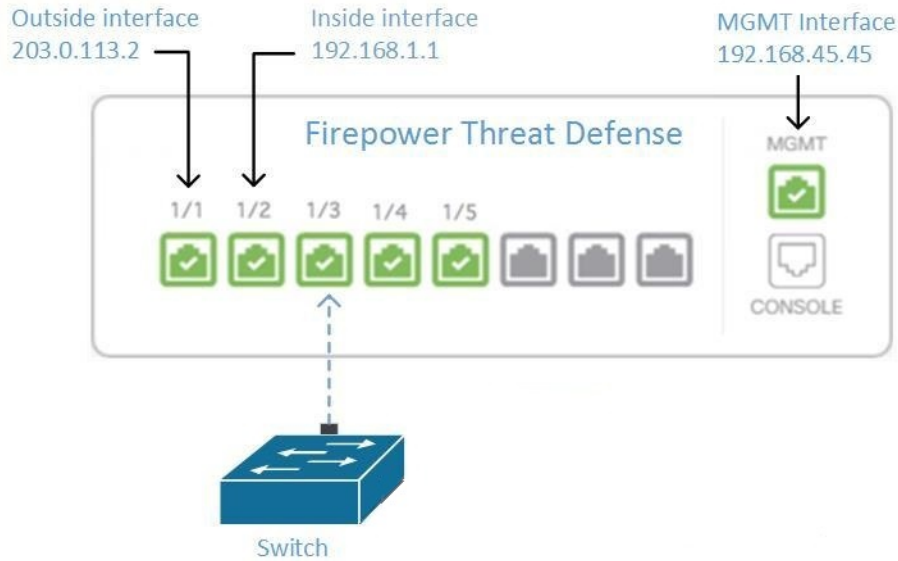 Outside interface
203.0.113.2
Inside interface
192.168.1.1
MGMT Interface
192.168.45.45
Firepower Threat Defense
MGMT
1/1 1/2 1/3 1/4 1/5
CONSOLE
Switch